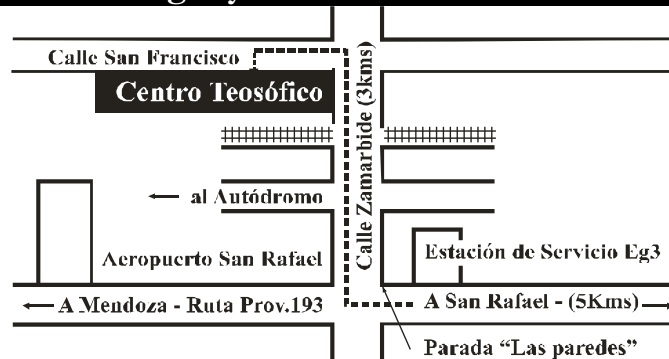 Calle San Francisco
Centro Teosófico
Calle Zamarbide (3kms)
al Autódromo
Aeropuerto San Rafael
Estación de Servicio Eg3
A Mendoza - Ruta Prov.193
A San Rafael - (5Kms)
Parada “Las paredes”